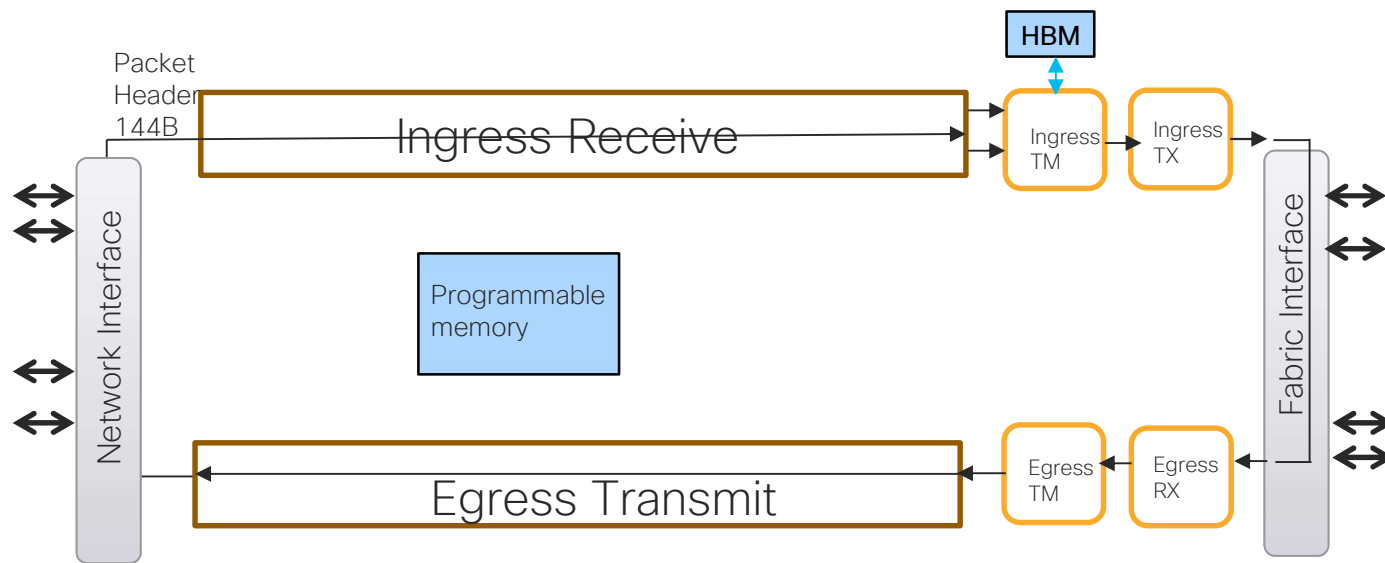 HBM
Packet
Header
144B
Ingress Receive
Ingress
TM
Ingress
TX
Network Interface
Programmable
memory
Fabric Interface
Egress Transmit
Egress
TM
Egress
RX